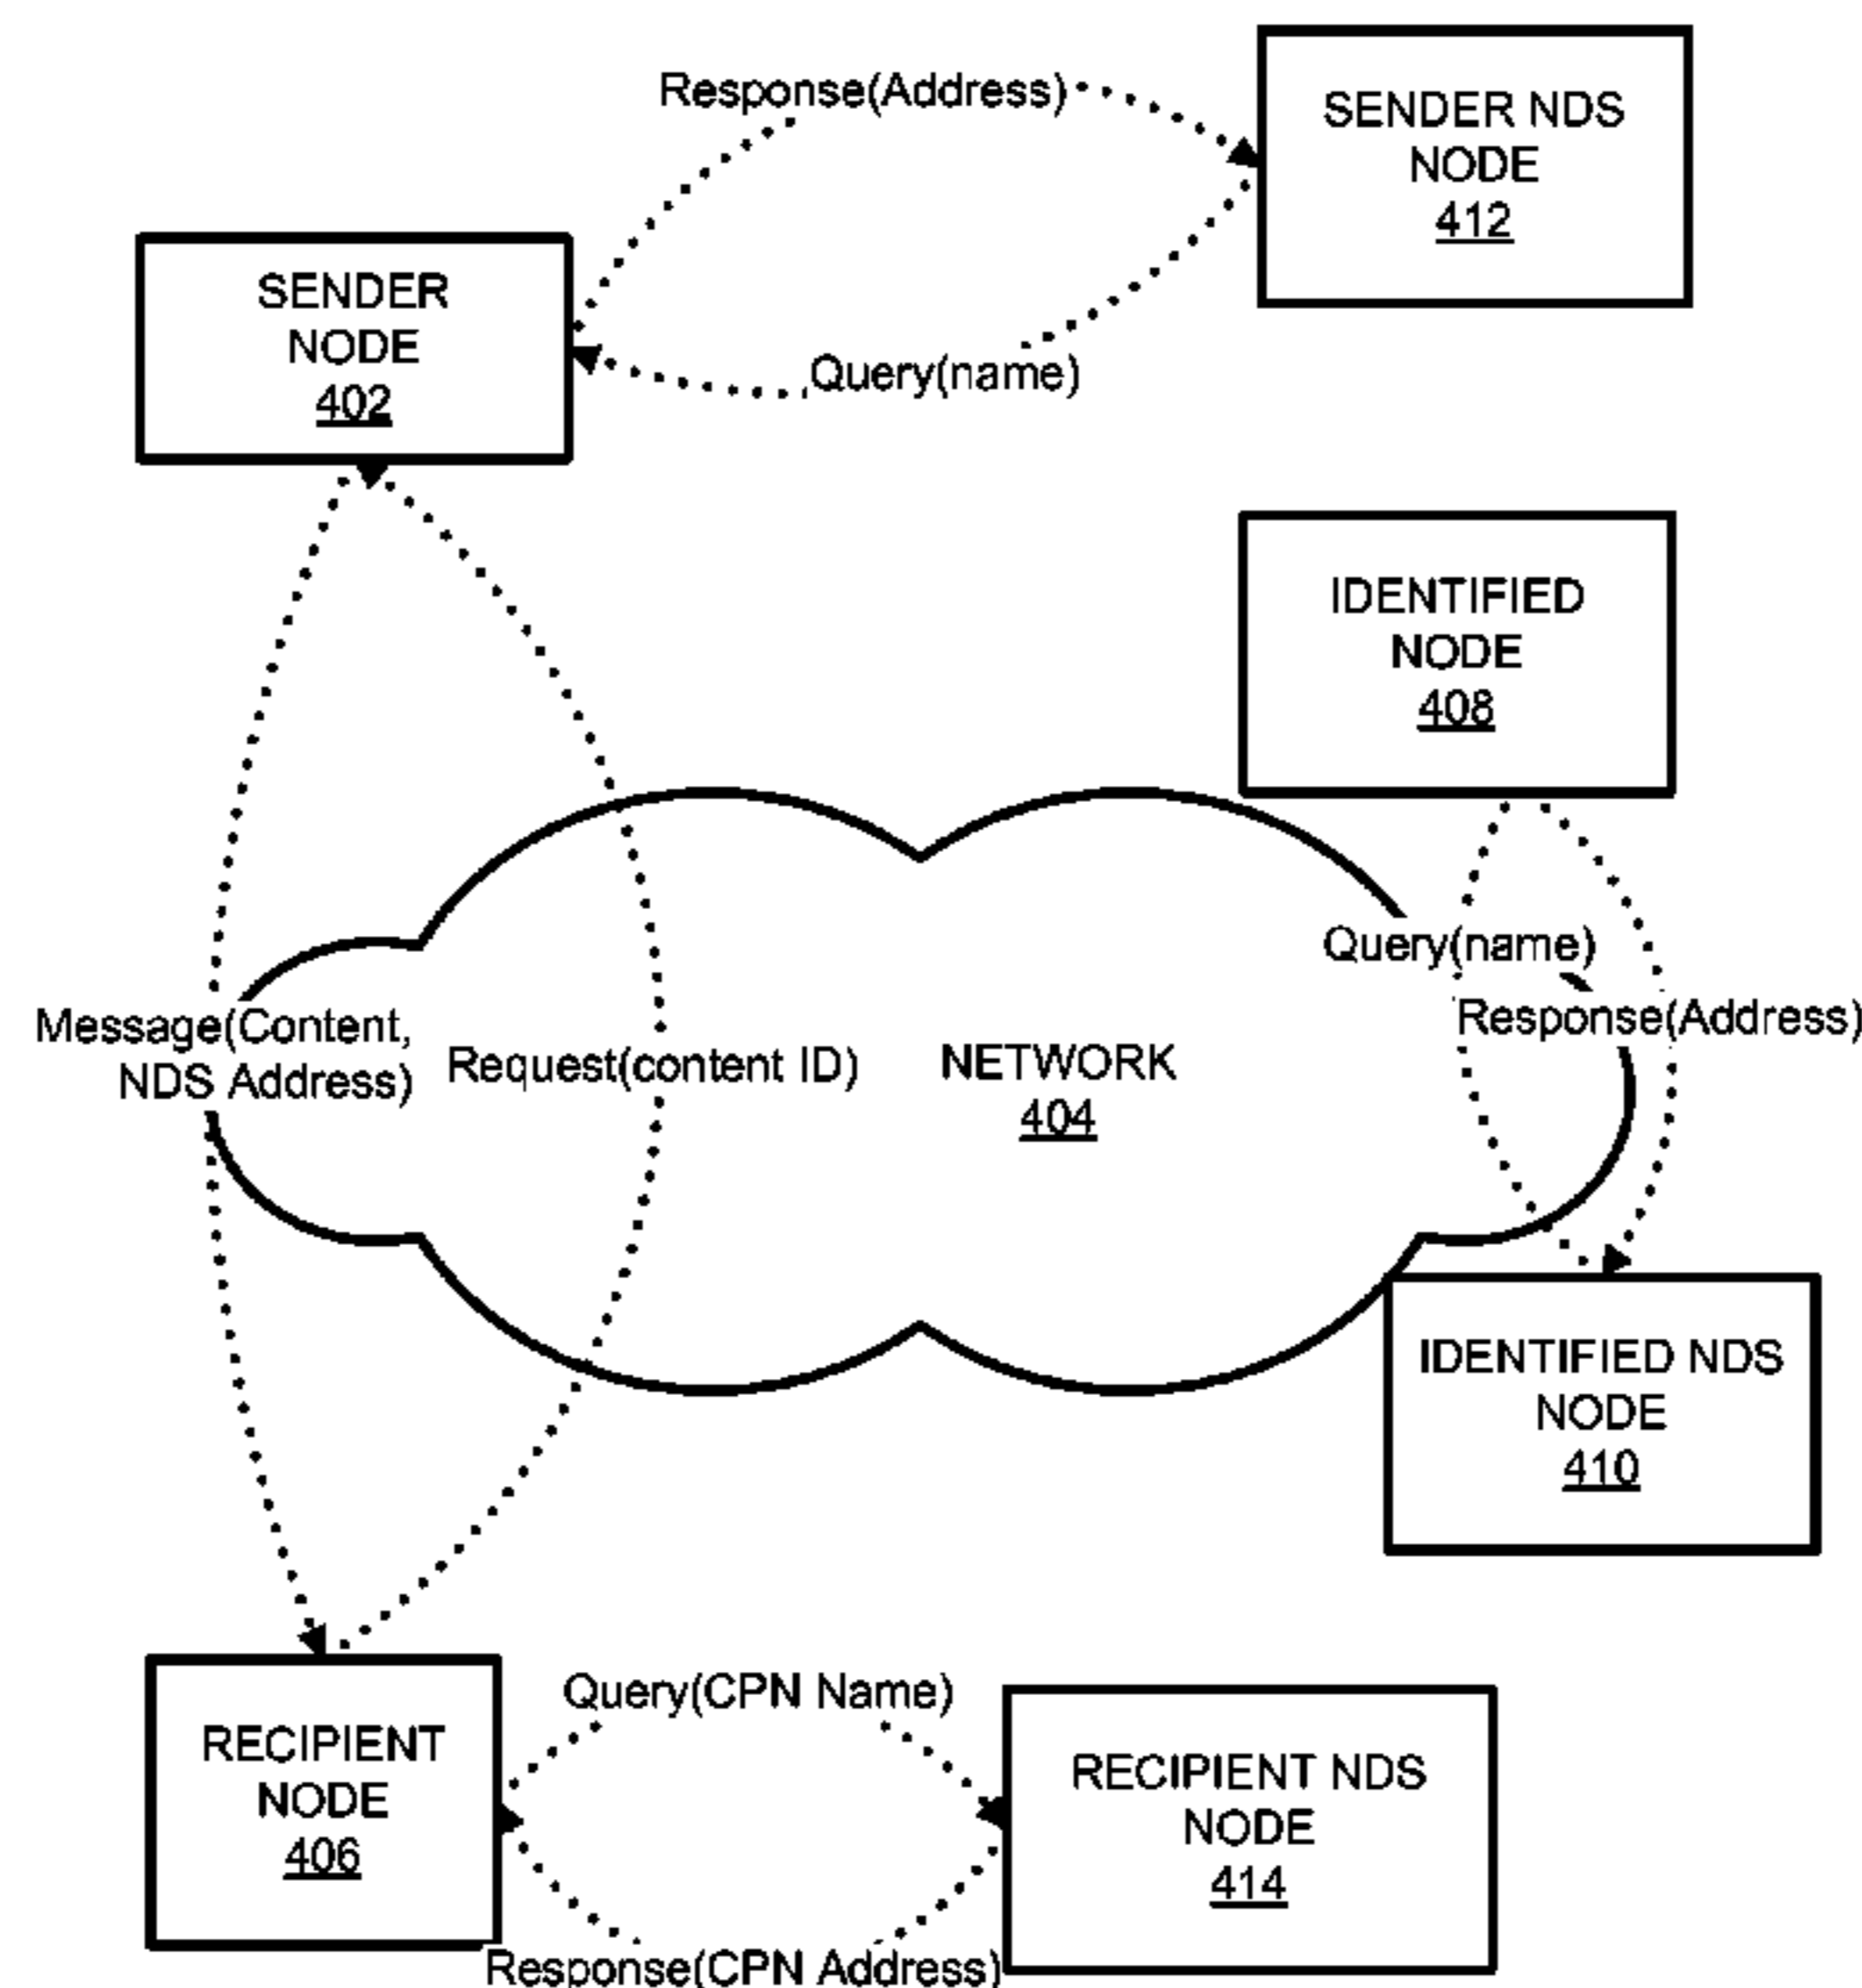 Response(Address)
SENDER NDS
NODE
412
SENDER
NODE
402
Query(name)
IDENTIFIED
NODE
408
Query(name)
Response(Address)
Message(Content,
NDS Address)
Request(content ID)
NETWORK
404
IDENTIFIED NDS
NODE
410
Query(CPN Name)
RECIPIENT
NODE
406
RECIPIENT NDS
NODE
414
Response(CPN Address)